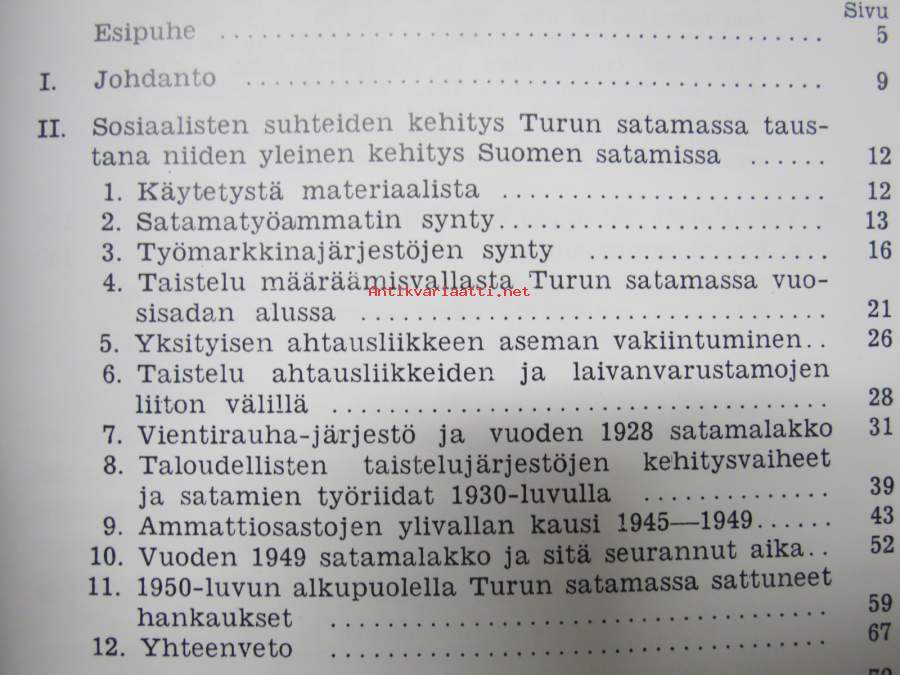 Sivu
Esipuhe ........................................ 5
I. Johdanto ........................................ 9
II. Sosiaalisten suhteiden kehitys Turun satamassa taus-
tana niiden yleinen kehitys Suomen satamissa ...... 12
1. Käytetystä materiaalista ........................ 12
2. Satamatyöammatin synty........................ 13
3. Työmarkkinajärjestöjen synty .................. 16
4. Taistelu määräämisvallasta Turun satamassa vuo-
Antikvariaatti.net
sisadan alussa .................................. 21
5. Yksityisen ahtausliikkeen aseman vakiintuminen.. 26
6. Taistelu ahtausliikkeiden ja laivanvarustamojen
liiton välillä .................................... 28
7. Vientirauha-järjestö ja vuoden 1928 satamalakko 31
8. Taloudellisten taistelujärjestöjen kehitysvaiheet
ja satamien työriidat 1930-luvulla .............. 39
9. Ammattiosastojen ylivallan kausi 1945—1949...... 43
10. Vuoden 1949 satamalakko ja sitä seurannut aika.. 52
11. 1950-luvun alkupuolella Turun satamassa sattuneet
hankaukset .................................... 59
12. Yhteenveto .................................... 67